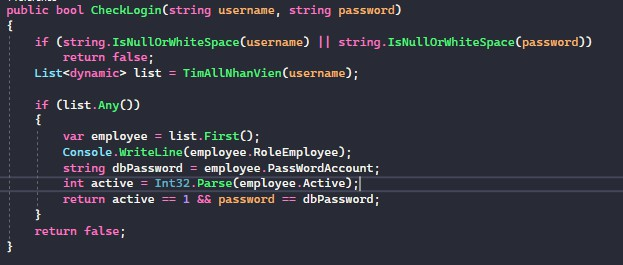 public bool CheckLogin(string username, string password)
{
if (string.IsNullOrWhiteSpace(username) || string.IsNullOrWhiteSpace(password))
return false;
List<dynamic> list = TimAllNhanVien(username);
if (list.Any())
{
var employee = list.First();
Console.WriteLine(employee.RoleEmployee);
string dbPassword = employee.PassWordAccount;
int active = Int32.Parse(employee.Active);
return active == 1 && password == dbPassword;
}
return false;
}